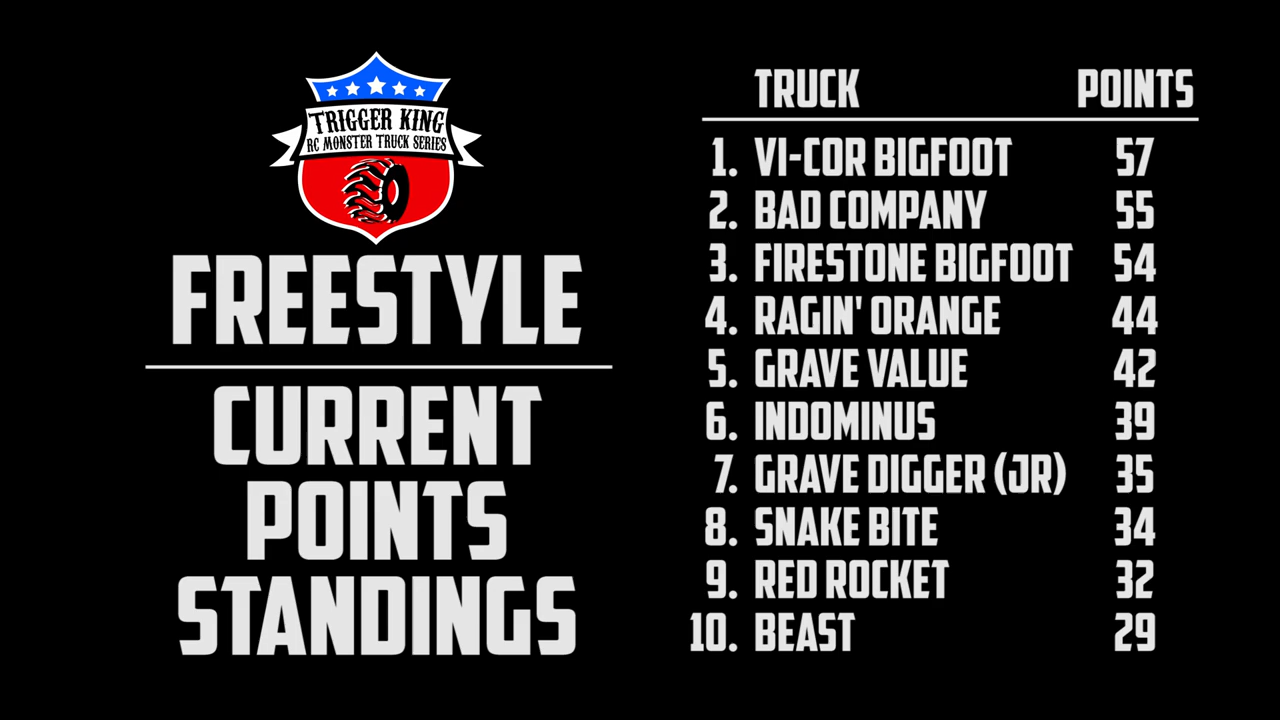 TRIGGER KING
RC MONSTER TRUCK SERIES
FREESTYLE
CURRENT
POINTS
STANDINGS
TRUCK POINTS
1. VI-COR BIGFOOT 57
2. BAD COMPANY 55
3. FIRESTONE BIGFOOT 54
4. RAGIN' ORANGE 44
5. GRAVE VALUE 42
6. INDOMINUS 39
7. GRAVE DIGGER (JR) 35
8. SNAKE BITE 34
9. RED ROCKET 32
10. BEAST 29